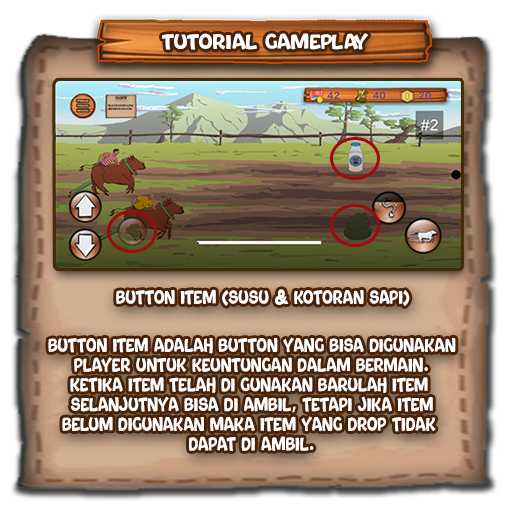 TUTORIAL GAMEPLAY
42 40 20
#2
BUTTON ITEM (SUSU & KOTORAN SAPI)
BUTTON ITEM ADALAH BUTTON YANG BISA DIGUNAKAN
PLAYER UNTUK KEUNTUNGAN DALAM BERMAIN.
KETIKA ITEM TELAH DI GUNAKAN BARULAH ITEM
SELANJUTNYA BISA DI AMBIL, TETAPI JIKA ITEM
BELUM DIGUNAKAN MAKA ITEM YANG DROP TIDAK
DAPAT DI AMBIL.